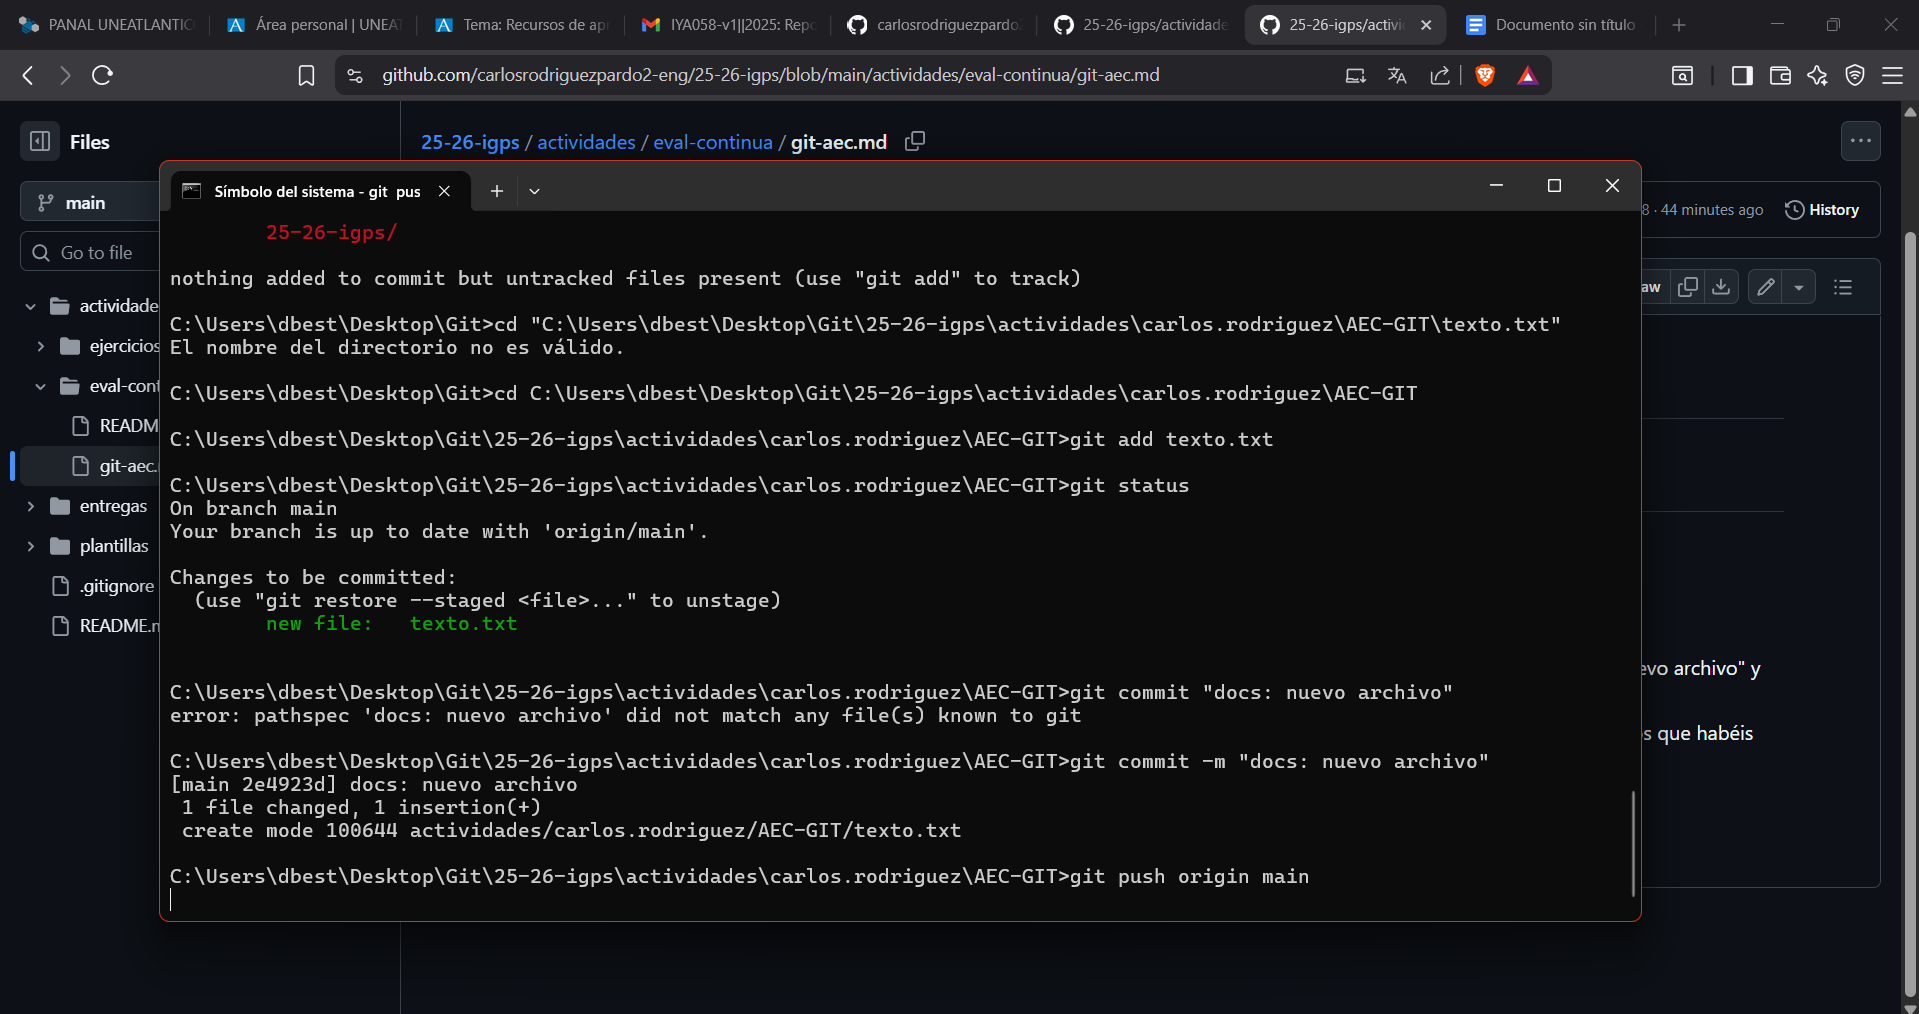 PANAL UNEATLANTIC
Área personal | UNEAT
Tema: Recursos de ap
IYA058-v1||2025: Rep
carlosrodriguezpardo
25-26-igps/actividade
25-26-igps/activi
Documento sin título
github.com/carlosrodriguezpardo2-eng/25-26-igps/blob/main/actividades/eval-continua/git-aec.md
Files
25-26-igps / actividades / eval-continua / git-aec.md
Símbolo del sistema - git pus
main
8 · 44 minutes ago
History
Go to file
aw
actividade
ejercicios
eval-cont
READM
git-aec.
entregas
plantillas
.gitignore
README.m
25-26-igps/
nothing added to commit but untracked files present (use "git add" to track)
C:\Users\dbest\Desktop\Git>cd "C:\Users\dbest\Desktop\Git\25-26-igps\actividades\carlos.rodriguez\AEC-GIT\texto.txt"
El nombre del directorio no es válido.
C:\Users\dbest\Desktop\Git>cd C:\Users\dbest\Desktop\Git\25-26-igps\actividades\carlos.rodriguez\AEC-GIT
C:\Users\dbest\Desktop\Git\25-26-igps\actividades\carlos.rodriguez\AEC-GIT>git add texto.txt
C:\Users\dbest\Desktop\Git\25-26-igps\actividades\carlos.rodriguez\AEC-GIT>git status
On branch main
Your branch is up to date with 'origin/main'.
Changes to be committed:
(use "git restore --staged <file>..." to unstage)
new file: texto.txt
C:\Users\dbest\Desktop\Git\25-26-igps\actividades\carlos.rodriguez\AEC-GIT>git commit "docs: nuevo archivo"
error: pathspec 'docs: nuevo archivo' did not match any file(s) known to git
C:\Users\dbest\Desktop\Git\25-26-igps\actividades\carlos.rodriguez\AEC-GIT>git commit -m "docs: nuevo archivo"
[main 2e4923d] docs: nuevo archivo
1 file changed, 1 insertion(+)
create mode 100644 actividades/carlos.rodriguez/AEC-GIT/texto.txt
C:\Users\dbest\Desktop\Git\25-26-igps\actividades\carlos.rodriguez\AEC-GIT>git push origin main
evo archivo" y
s que habéis